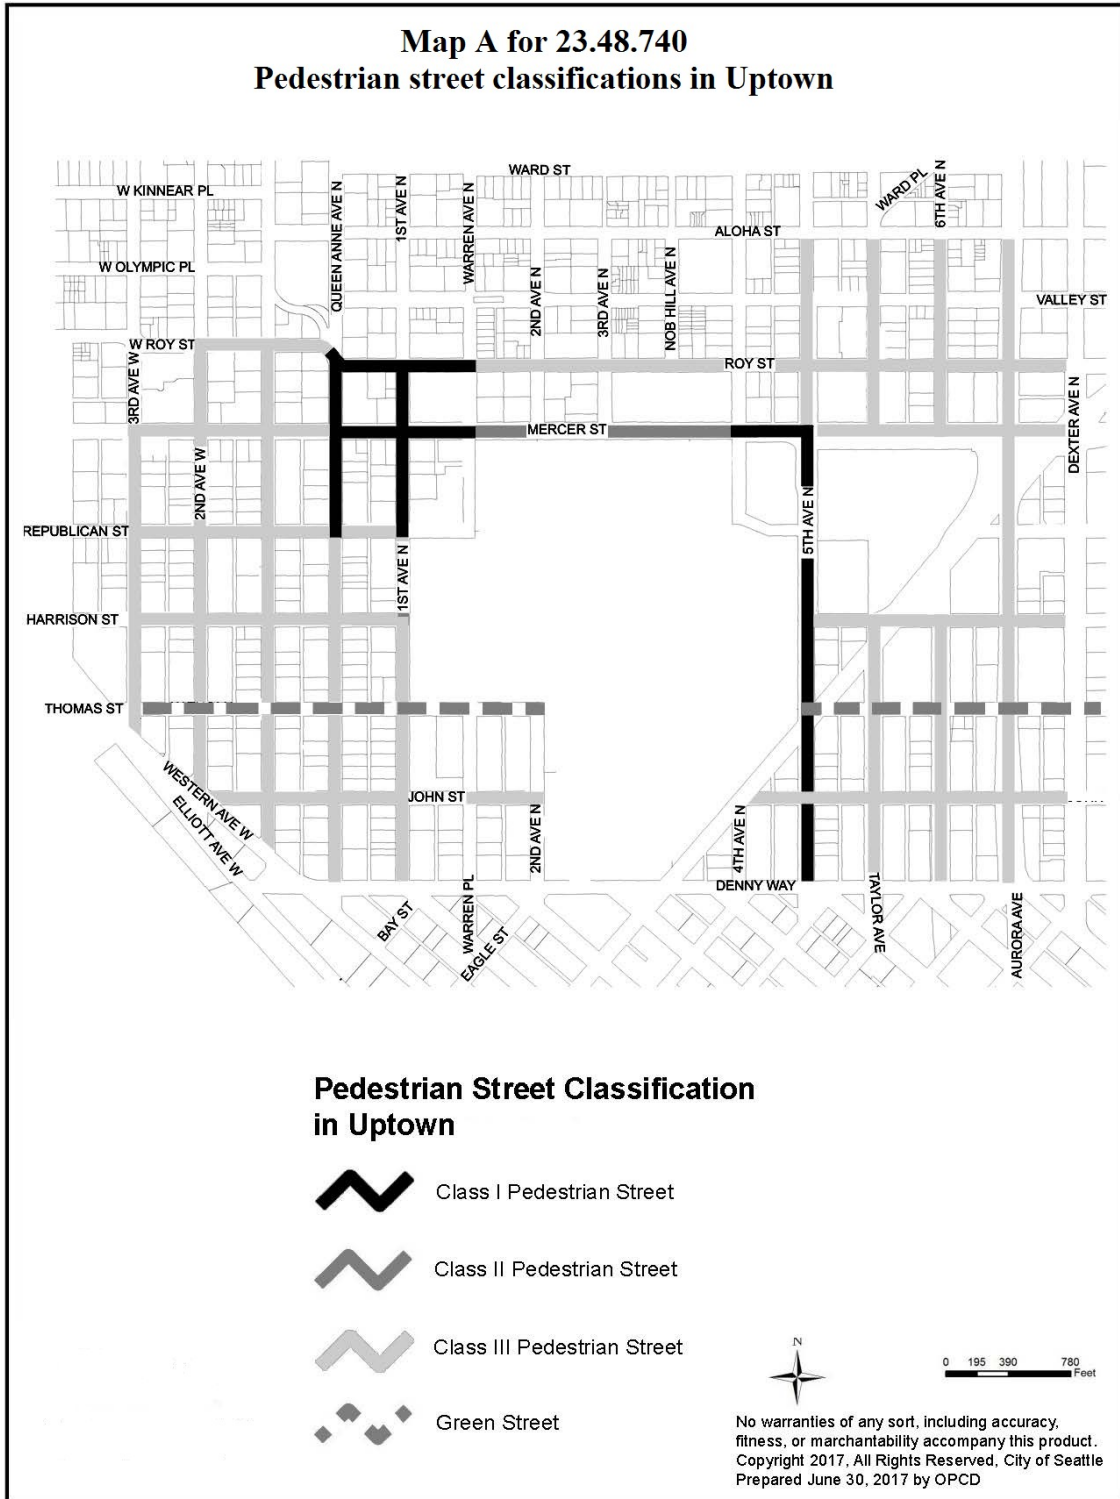 Map A for 23.48.740
Pedestrian street classifications in Uptown
WARD ST
W KINNEAR PL
QUEEN ANNE AVE N
1ST AVE N
WARREN AVE N
WARD PL
6TH AVE N
ALOHA ST
W OLYMPIC PL
2ND AVE N
3RD AVE N
NOB HILL AVE N
VALLEY ST
W ROY ST
ROY ST
3RD AVE W
DEXTER AVE N
MERCER ST
2ND AVE W
5TH AVE N
REPUBLICAN ST
1ST AVE N
HARRISON ST
THOMAS ST
WESTERN AVE W
ELLIOTT AVE W
JOHN ST
2ND AVE N
4TH AVE N
DENNY WAY
BAY ST
WARREN PL
EAGLE ST
TAYLOR AVE
AURORA AVE
Pedestrian Street Classification
in Uptown
Class I Pedestrian Street
Class II Pedestrian Street
Class III Pedestrian Street
Green Street
N
0 195 390 780
Feet
No warranties of any sort, including accuracy,
fitness, or marchantability accompany this product.
Copyright 2017, All Rights Reserved, City of Seattle
Prepared June 30, 2017 by OPCD